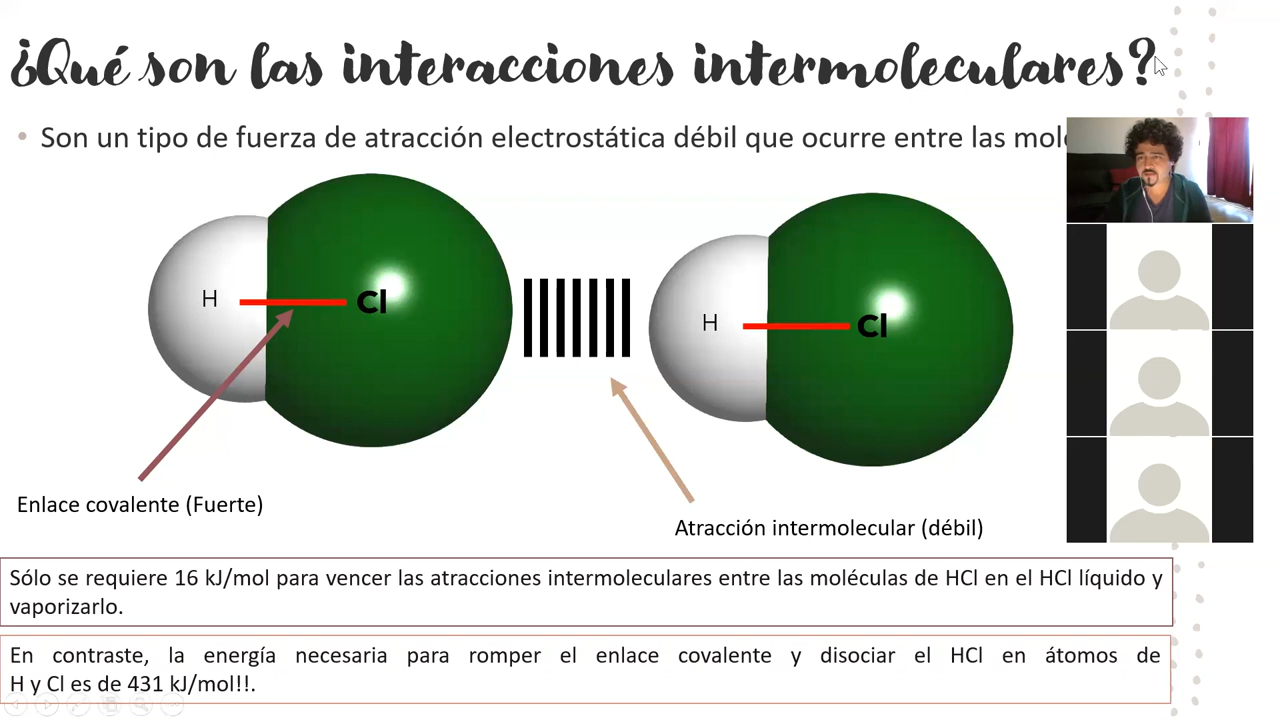 ¿Qué son las interacciones intermoleculares?
• Son un tipo de fuerza de atracción electrostática débil que ocurre entre las
H
Cl
H
Cl
Enlace covalente (Fuerte)
Atracción intermolecular (débil)
Sólo se requiere 16 kJ/mol para vencer las atracciones intermoleculares entre las moléculas de HCl en el HCl líquido y
vaporizarlo.
En contraste, la energía necesaria para romper el enlace covalente y disociar el HCl en átomos de
H y Cl es de 431 kJ/mol!!.